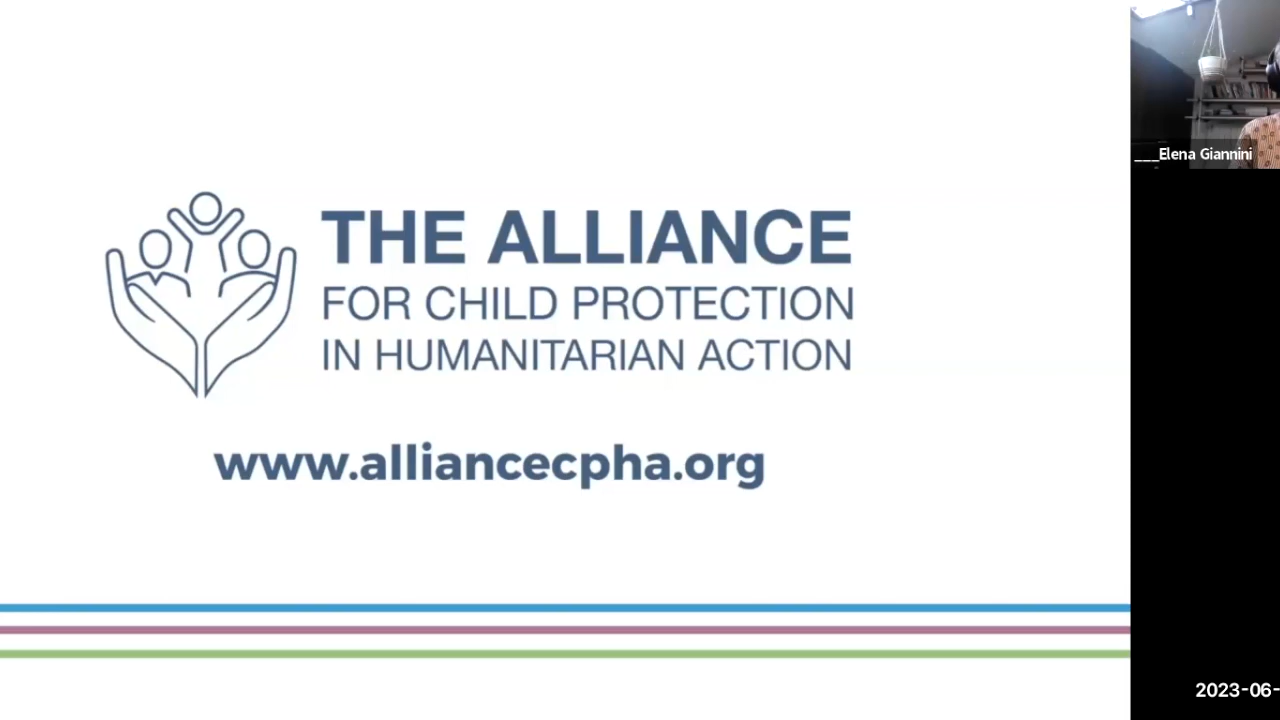 THE ALLIANCE
FOR CHILD PROTECTION
IN HUMANITARIAN ACTION
www.alliancecpha.org
___Elena Giannini
2023-06-